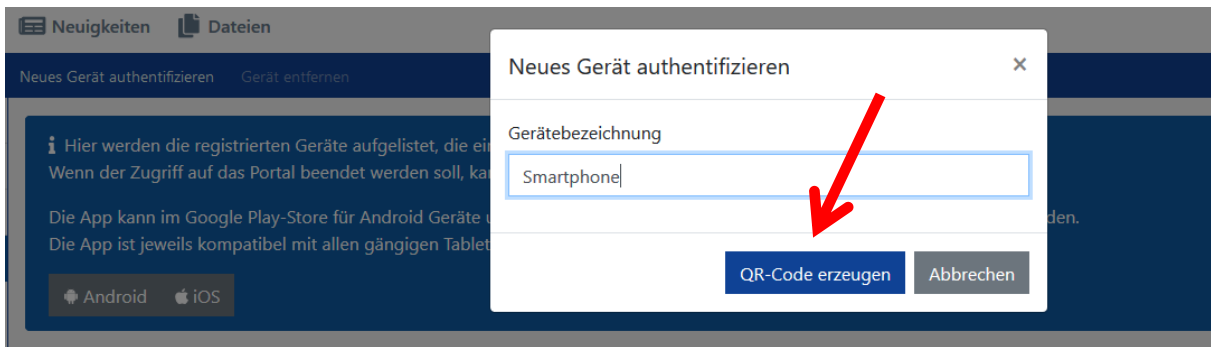 Neuigkeiten Dateien
Neues Gerät authentifizieren Gerät entfernen
Neues Gerät authentifizieren ×
Gerätebezeichnung
Smartphone
QR-Code erzeugen Abbrechen
Hier werden die registrierten Geräte aufgelistet, die
Wenn der Zugriff auf das Portal beendet werden soll,
Die App kann im Google Play-Store für Android Geräte den.
Die App ist jeweils kompatibel mit allen gängigen Tablet
Android iOS